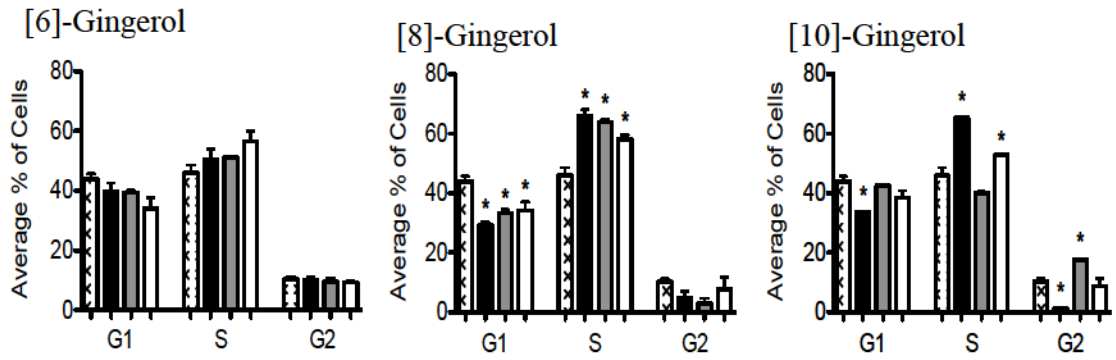 [6]-Gingerol
Average % of Cells
80
60
40
20
0
G1 S G2
[8]-Gingerol
Average % of Cells
80
60
40
20
0
* * *
* * *
G1 S G2
[10]-Gingerol
Average % of Cells
80
60
40
20
0
* *
*
*
*
G1 S G2